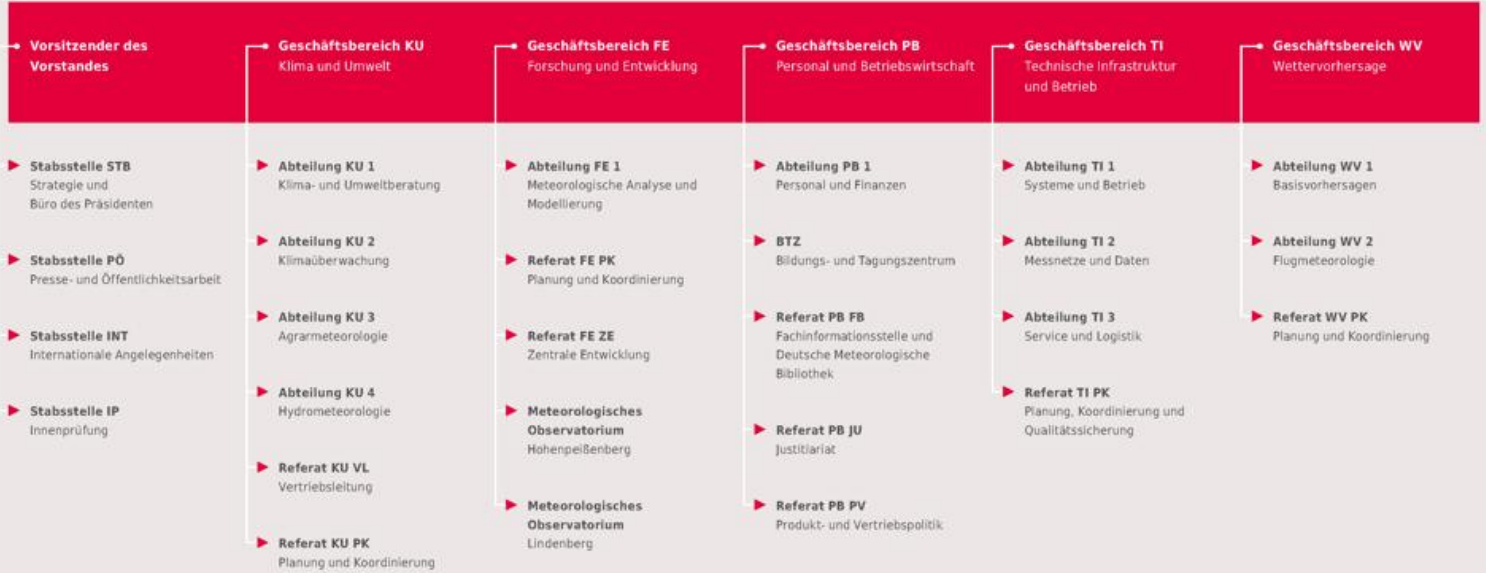 Vorsitzender des
Vorstandes
Stabsstelle STB
Strategie und
Büro des Präsidenten
Stabsstelle PÖ
Presse- und Öffentlichkeitsarbeit
Stabsstelle INT
Internationale Angelegenheiten
Stabsstelle IP
Innenprüfung
Geschäftsbereich KU
Klima und Umwelt
Abteilung KU 1
Klima- und Umweltberatung
Abteilung KU 2
Klimaüberwachung
Abteilung KU 3
Agrarmeteorologie
Abteilung KU 4
Hydrometeorologie
Referat KU VL
Vertriebsleitung
Referat KU PK
Planung und Koordinierung
Geschäftsbereich FE
Forschung und Entwicklung
Abteilung FE 1
Meteorologische Analyse und
Modellierung
Referat FE PK
Planung und Koordinierung
Referat FE ZE
Zentrale Entwicklung
Meteorologisches
Observatorium
Hohenpeißenberg
Meteorologisches
Observatorium
Lindenberg
Geschäftsbereich PB
Personal und Betriebswirtschaft
Abteilung PB 1
Personal und Finanzen
BTZ
Bildungs- und Tagungszentrum
Referat PB FB
Fachinformationsstelle und
Deutsche Meteorologische
Bibliothek
Referat PB JU
Justitiariat
Referat PB PV
Produkt- und Vertriebspolitik
Geschäftsbereich TI
Technische Infrastruktur
und Betrieb
Abteilung TI 1
Systeme und Betrieb
Abteilung TI 2
Messnetze und Daten
Abteilung TI 3
Service und Logistik
Referat TI PK
Planung, Koordinierung und
Qualitätssicherung
Geschäftsbereich WV
Wettervorhersage
Abteilung WV 1
Basisvorhersagen
Abteilung WV 2
Flugmeteorologie
Referat WV PK
Planung und Koordinierung